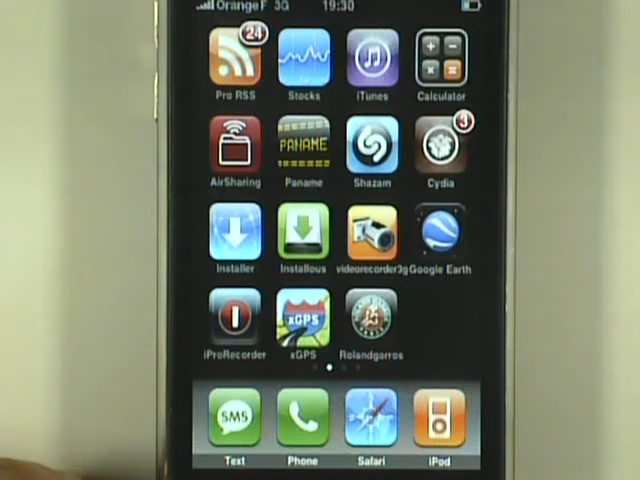 Orange F 3G 19:30
24
Pro RSS Stocks iTunes Calculator
PANAME
3
AirSharing Paname Shazam Cydia
Installer Installous videorecorder3g Google Earth
xGPS
iProRecorder xGPS Rolandgarros
SMS
Text Phone Safari iPod